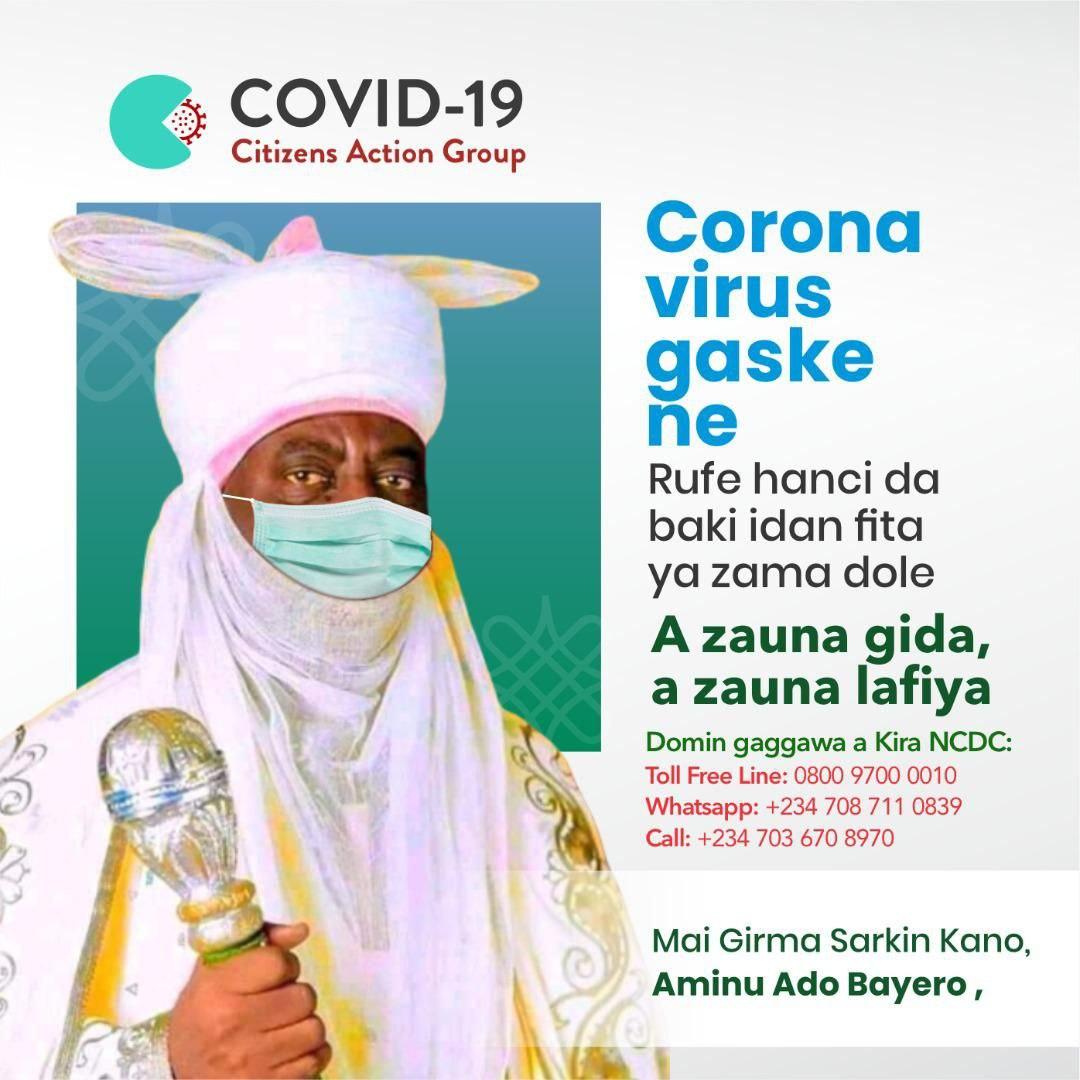 COVID-19
Citizens Action Group
Corona
virus
gaske
ne
Rufe hanci da
baki idan fita
ya zama dole
A zauna gida,
a zauna lafiya
Domin gaggawa a Kira NCDC:
Toll Free Line: 0800 9700 0010
Whatsapp: +234 708 711 0839
Call: +234 703 670 8970
Mai Girma Sarkin Kano,
Aminu Ado Bayero ,